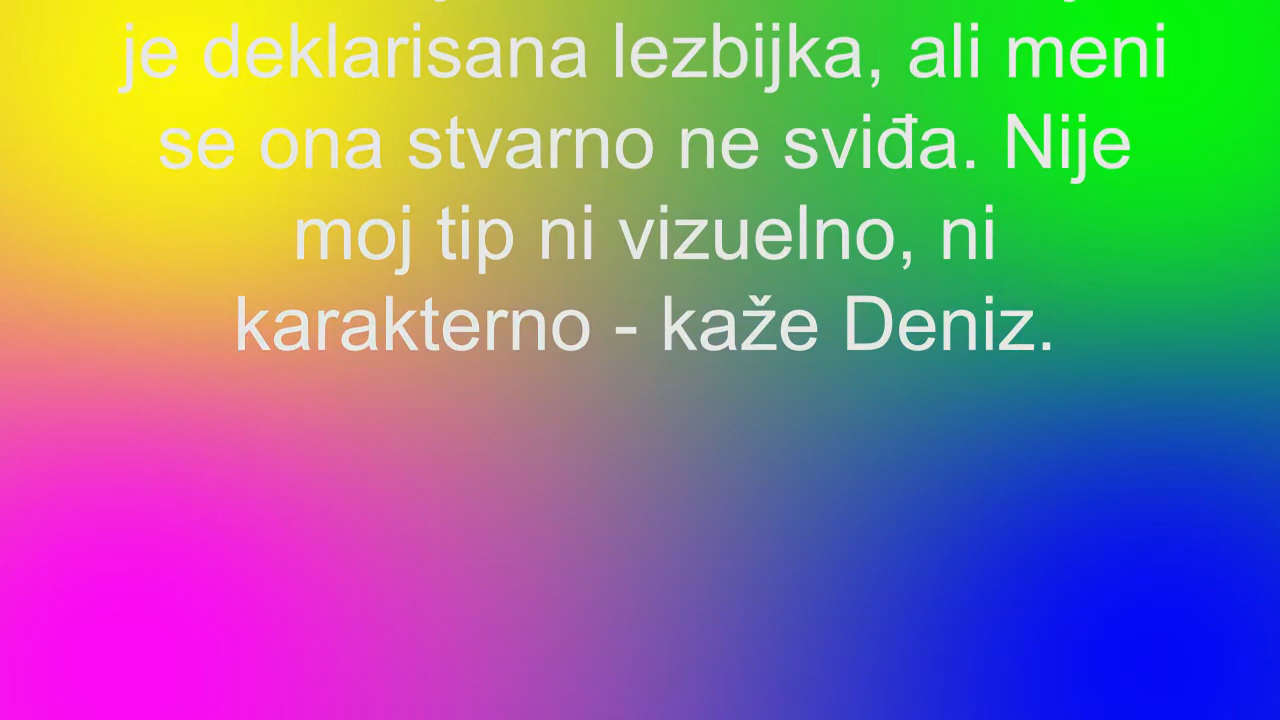 je deklarisana lezbijka, ali meni
se ona stvarno ne sviđa. Nije
moj tip ni vizuelno, ni
karakterno - kaže Deniz.